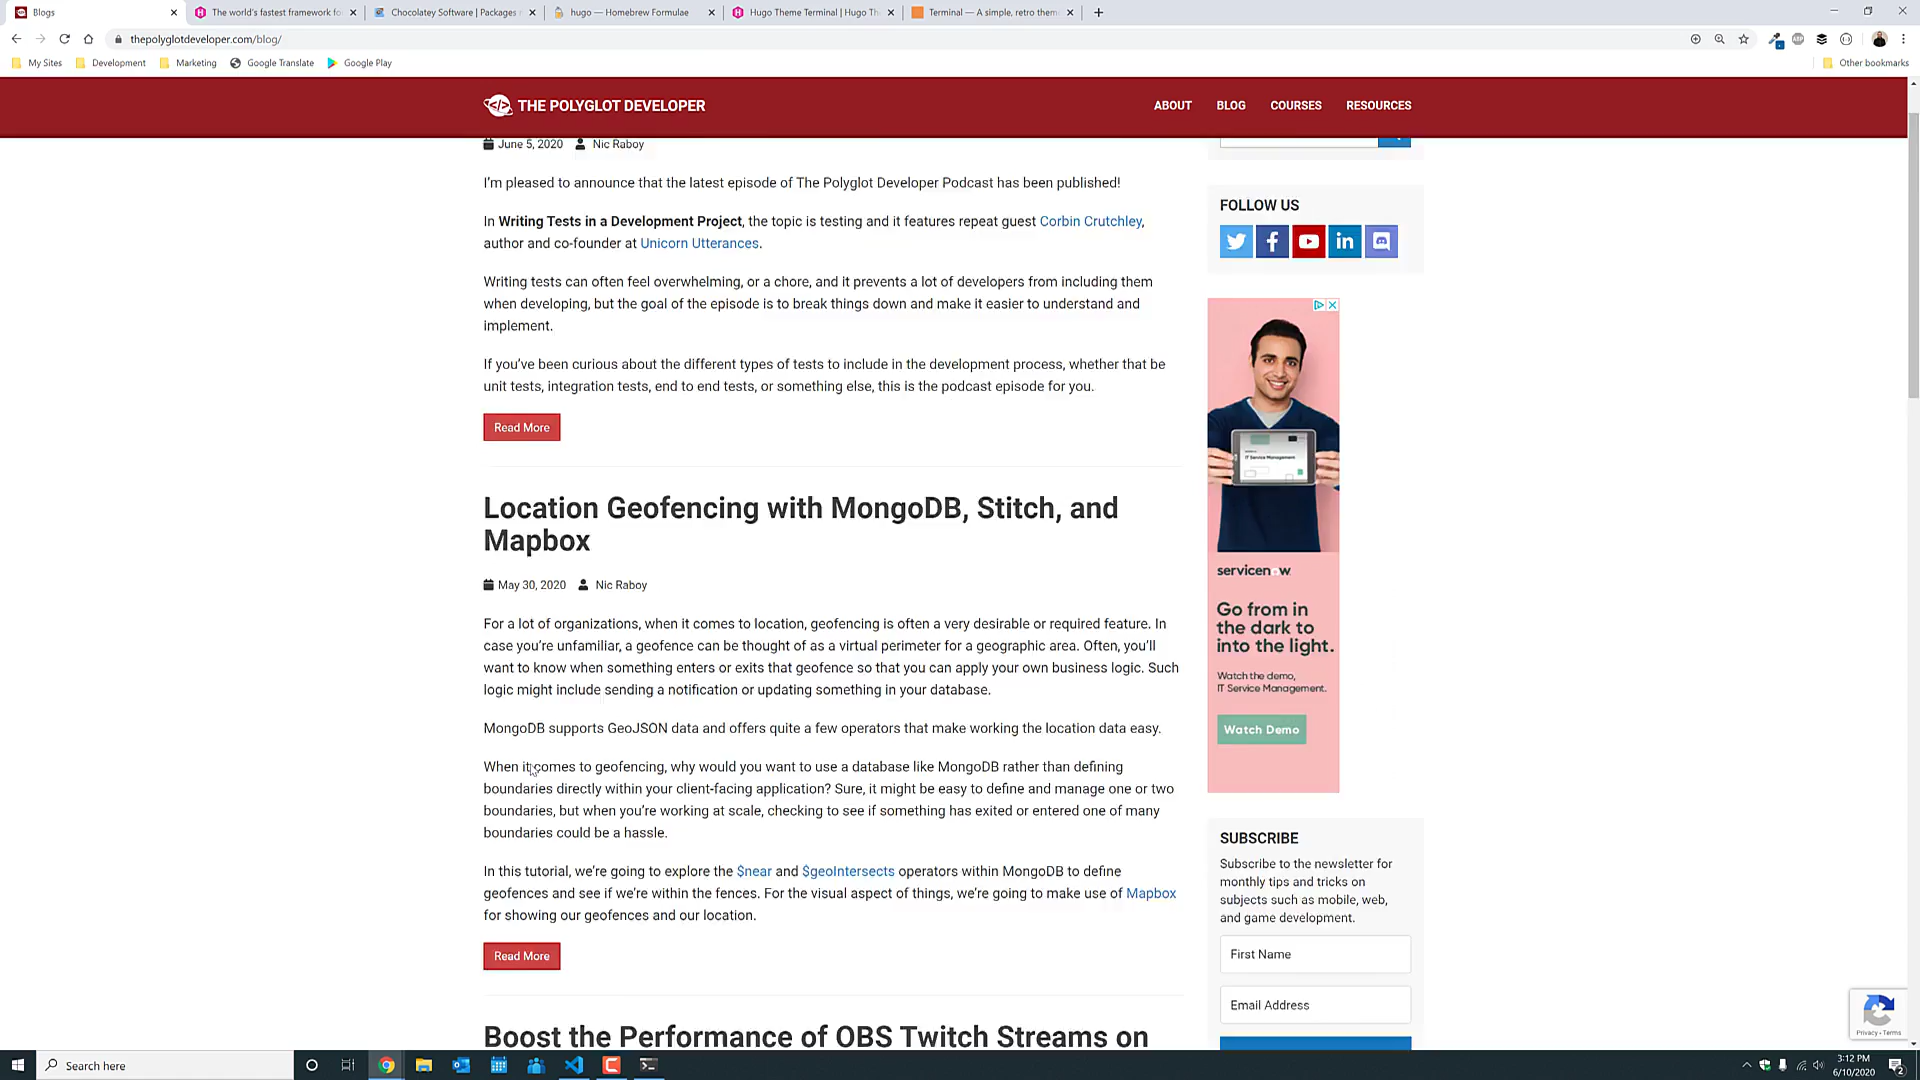 Blogs
The world's fastest framework fo
Chocolatey Software | Packages
hugo — Homebrew Formulae
Hugo Theme Terminal | Hugo Th
Terminal — A simple, retro them
thepolyglotdeveloper.com/blog/
My Sites
Development
Marketing
Google Translate
Google Play
Other bookmarks
THE POLYGLOT DEVELOPER
ABOUT
BLOG
COURSES
RESOURCES
June 5, 2020
Nic Raboy
I'm pleased to announce that the latest episode of The Polyglot Developer Podcast has been published!
In Writing Tests in a Development Project, the topic is testing and it features repeat guest Corbin Crutchley,
author and co-founder at Unicorn Utterances.
Writing tests can often feel overwhelming, or a chore, and it prevents a lot of developers from including them
when developing, but the goal of the episode is to break things down and make it easier to understand and
implement.
If you've been curious about the different types of tests to include in the development process, whether that be
unit tests, integration tests, end to end tests, or something else, this is the podcast episode for you.
Read More
Location Geofencing with MongoDB, Stitch, and
Mapbox
May 30, 2020
Nic Raboy
For a lot of organizations, when it comes to location, geofencing is often a very desirable or required feature. In
case you're unfamiliar, a geofence can be thought of as a virtual perimeter for a geographic area. Often, you'll
want to know when something enters or exits that geofence so that you can apply your own business logic. Such
logic might include sending a notification or updating something in your database.
MongoDB supports GeoJSON data and offers quite a few operators that make working the location data easy.
When it comes to geofencing, why would you want to use a database like MongoDB rather than defining
boundaries directly within your client-facing application? Sure, it might be easy to define and manage one or two
boundaries, but when you're working at scale, checking to see if something has exited or entered one of many
boundaries could be a hassle.
In this tutorial, we're going to explore the $near and $geoIntersects operators within MongoDB to define
geofences and see if we're within the fences. For the visual aspect of things, we're going to make use of Mapbox
for showing our geofences and our location.
Read More
Boost the Performance of OBS Twitch Streams on
FOLLOW US
IT Service Management
servicenow
Go from in
the dark to
into the light.
Watch the demo,
IT Service Management.
Watch Demo
SUBSCRIBE
Subscribe to the newsletter for
monthly tips and tricks on
subjects such as mobile, web,
and game development.
First Name
Email Address
Privacy - Terms
Search here
3:12 PM
6/10/2020
2